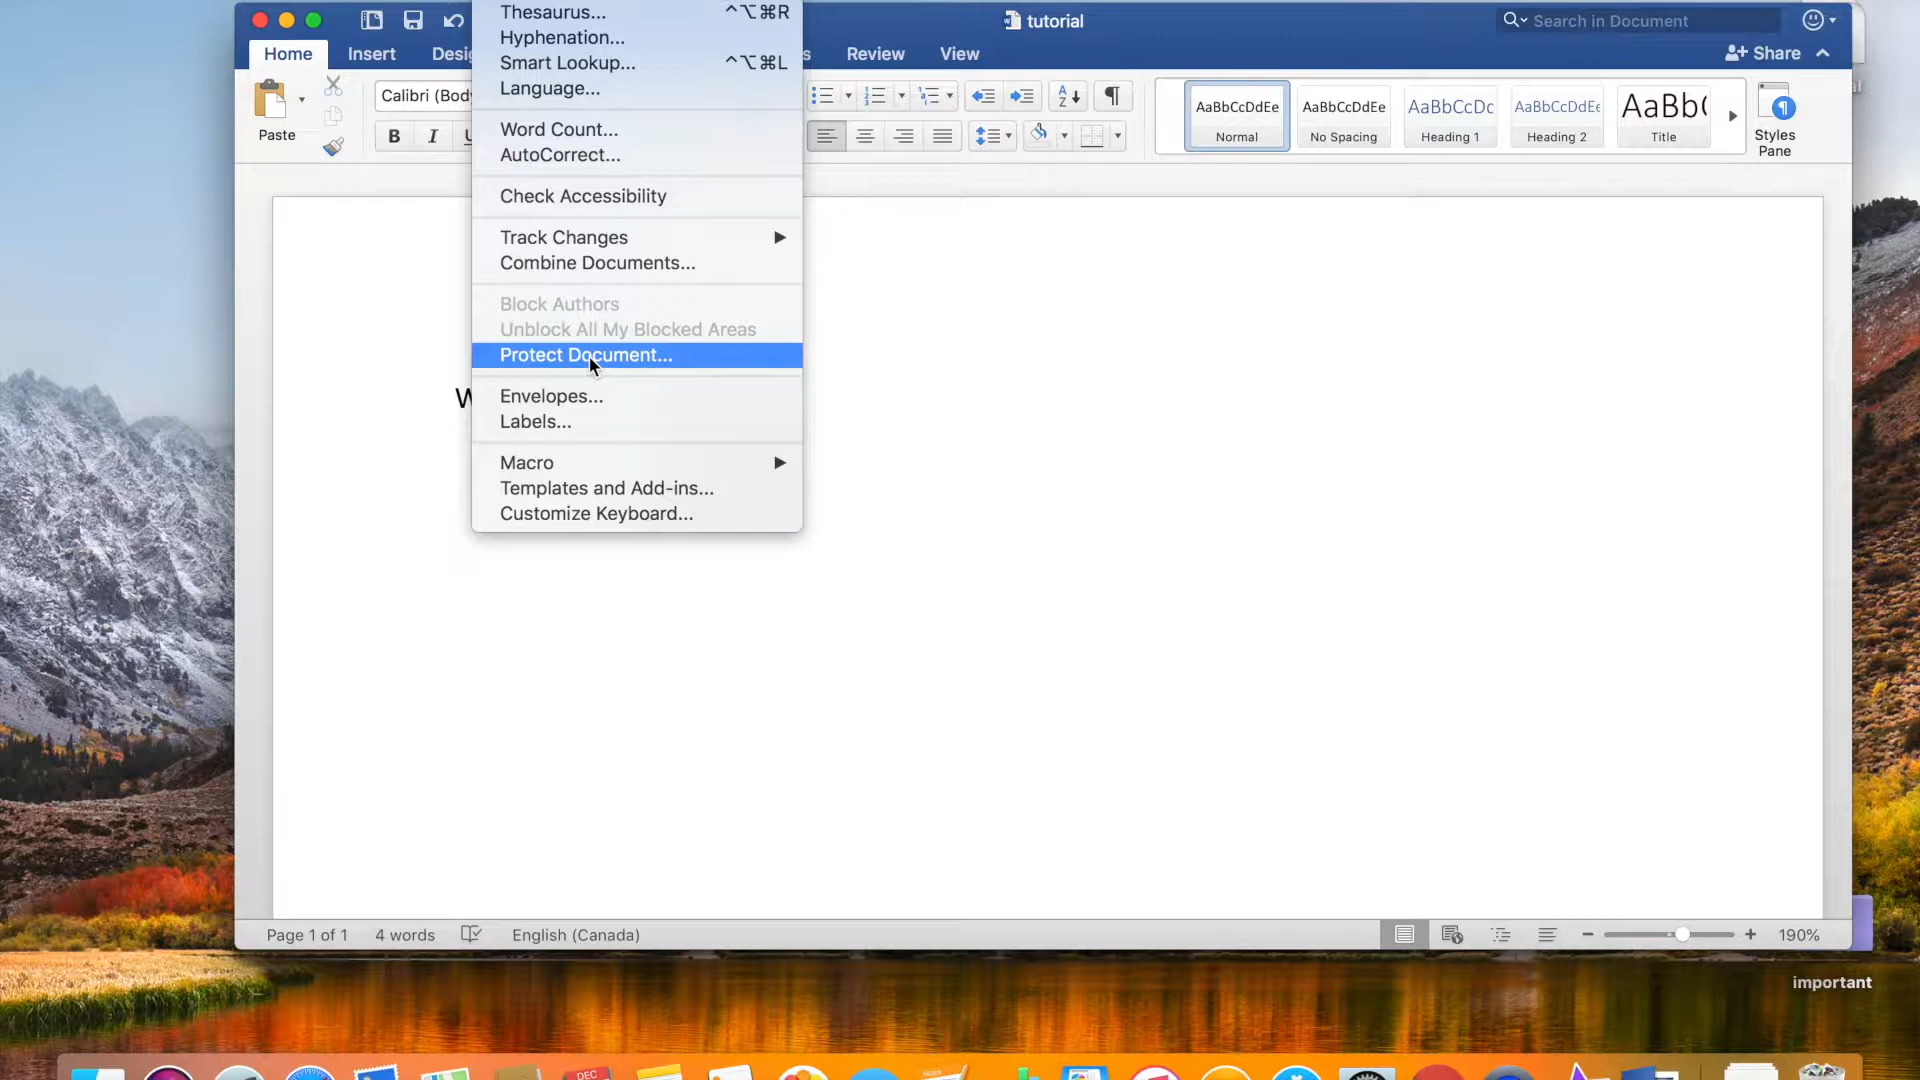 tutorial
Search in Document
Home
Insert
Review
View
Share
Paste
Calibri (Body
B
I
U
A
Z
¶
AaBbCcDdEe
Normal
AaBbCcDdEe
No Spacing
AaBbCcDc
Heading 1
AaBbCcDdEe
Heading 2
AaBb(
Title
Styles
Pane
Thesaurus... ^⌥⌘R
Hyphenation...
Smart Lookup... ^⌥⌘L
Language...
Word Count...
AutoCorrect...
Check Accessibility
Track Changes
Combine Documents...
Block Authors
Unblock All My Blocked Areas
Protect Document...
Envelopes...
Labels...
Macro
Templates and Add-ins...
Customize Keyboard...
W
Page 1 of 1
4 words
English (Canada)
190%
important
DEC